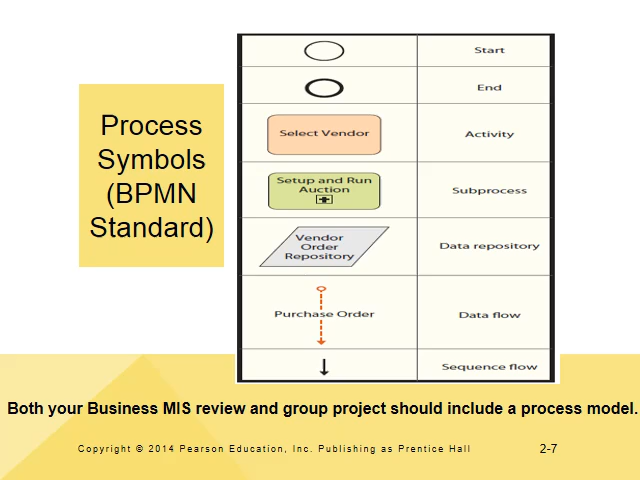 Process
Symbols
(BPMN
Standard)
Start
End
Select Vendor
Activity
Setup and Run
Auction
Subprocess
Vendor
Order
Repository
Data repository
Purchase Order
Data flow
Sequence flow
Both your Business MIS review and group project should include a process model.
Copyright © 2014 Pearson Education, Inc. Publishing as Prentice Hall
2-7